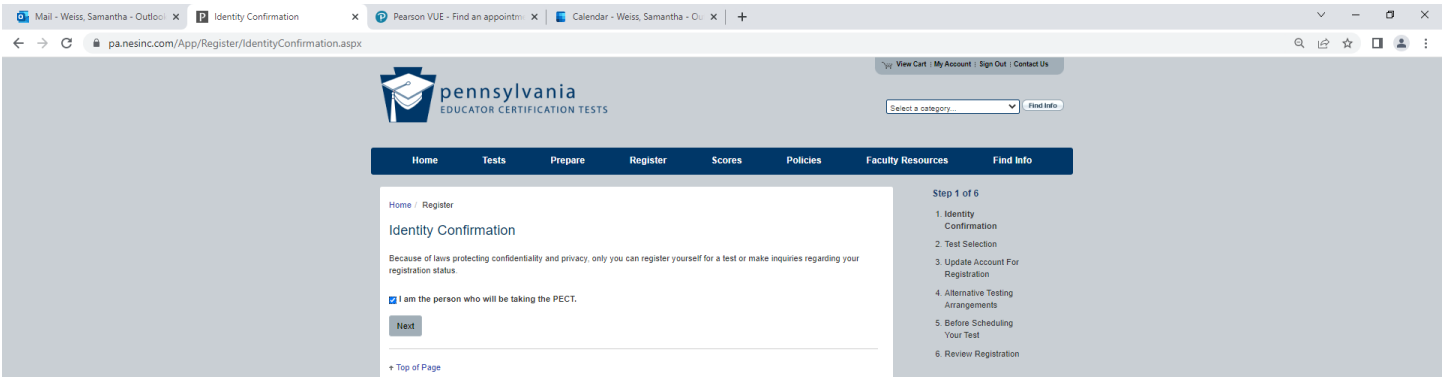 Mail - Weiss, Samantha - Outlool
Identity Confirmation
Pearson VUE - Find an appointme
Calendar - Weiss, Samantha - Ou
pa.nesinc.com/App/Register/IdentityConfirmation.aspx
View Cart | My Account | Sign Out | Contact Us
pennsylvania
EDUCATOR CERTIFICATION TESTS
Select a category...
Find Info
Home Tests Prepare Register Scores Policies Faculty Resources Find Info
Home / Register
Identity Confirmation
Because of laws protecting confidentiality and privacy, only you can register yourself for a test or make inquiries regarding your
registration status.
I am the person who will be taking the PECT.
Next
Top of Page
Step 1 of 6
1. Identity
Confirmation
2. Test Selection
3. Update Account For
Registration
4. Alternative Testing
Arrangements
5. Before Scheduling
Your Test
6. Review Registration